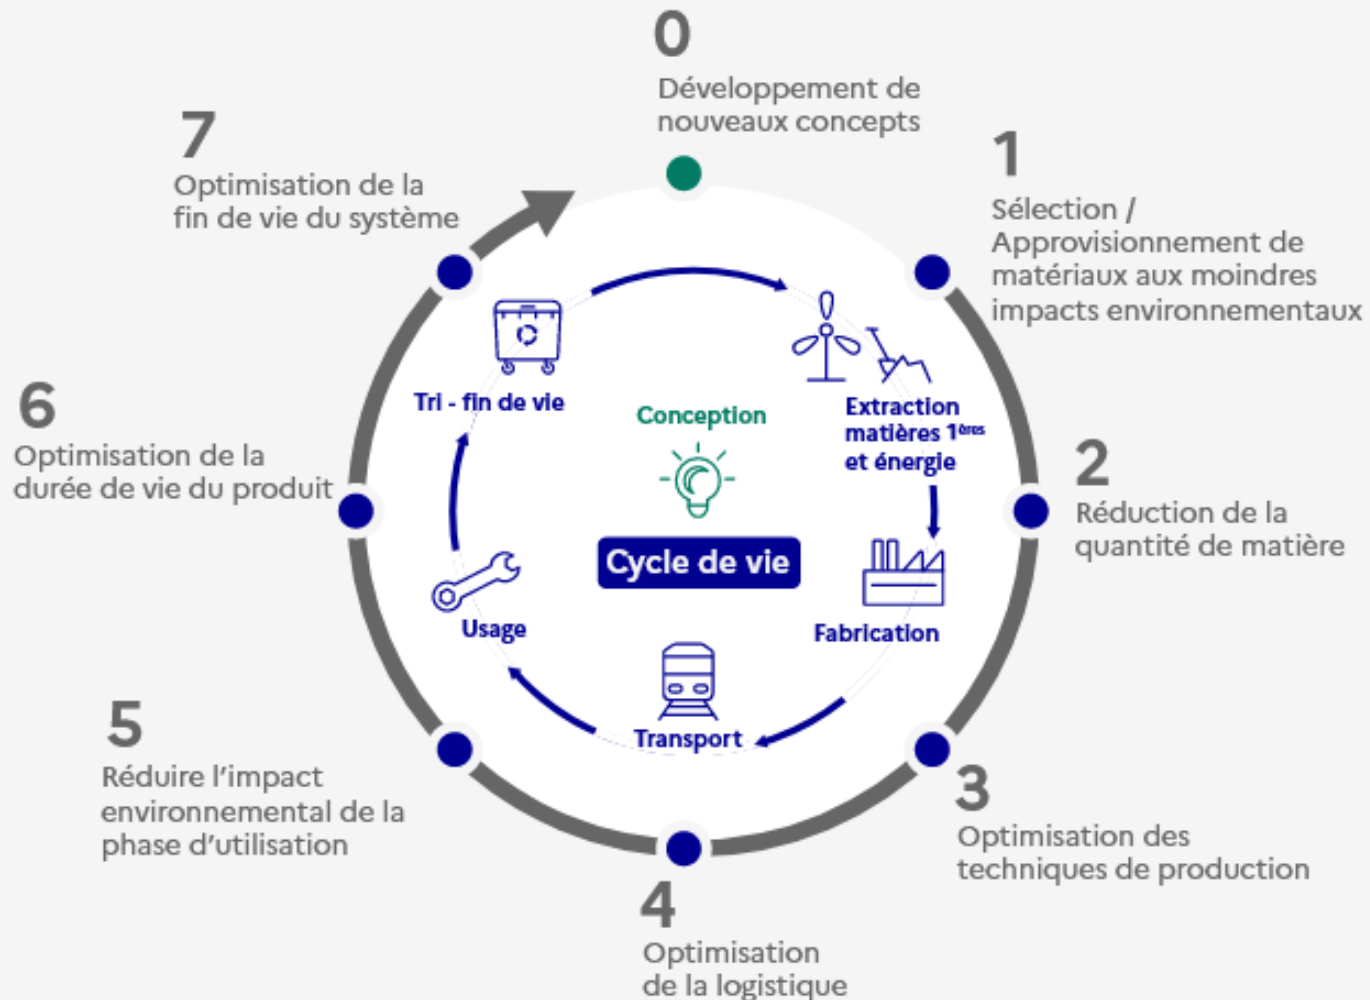 0
Développement de
nouveaux concepts
1
Sélection /
Approvisionnement de
matériaux aux moindres
impacts environnementaux
2
Réduction de la
quantité de matière
3
Optimisation des
techniques de production
4
Optimisation
de la logistique
5
Réduire l'impact
environnemental de la
phase d'utilisation
6
Optimisation de la
durée de vie du produit
7
Optimisation de la
fin de vie du système
Conception
Cycle de vie
Extraction
matières 1ères
et énergie
Fabrication
Transport
Usage
Tri - fin de vie